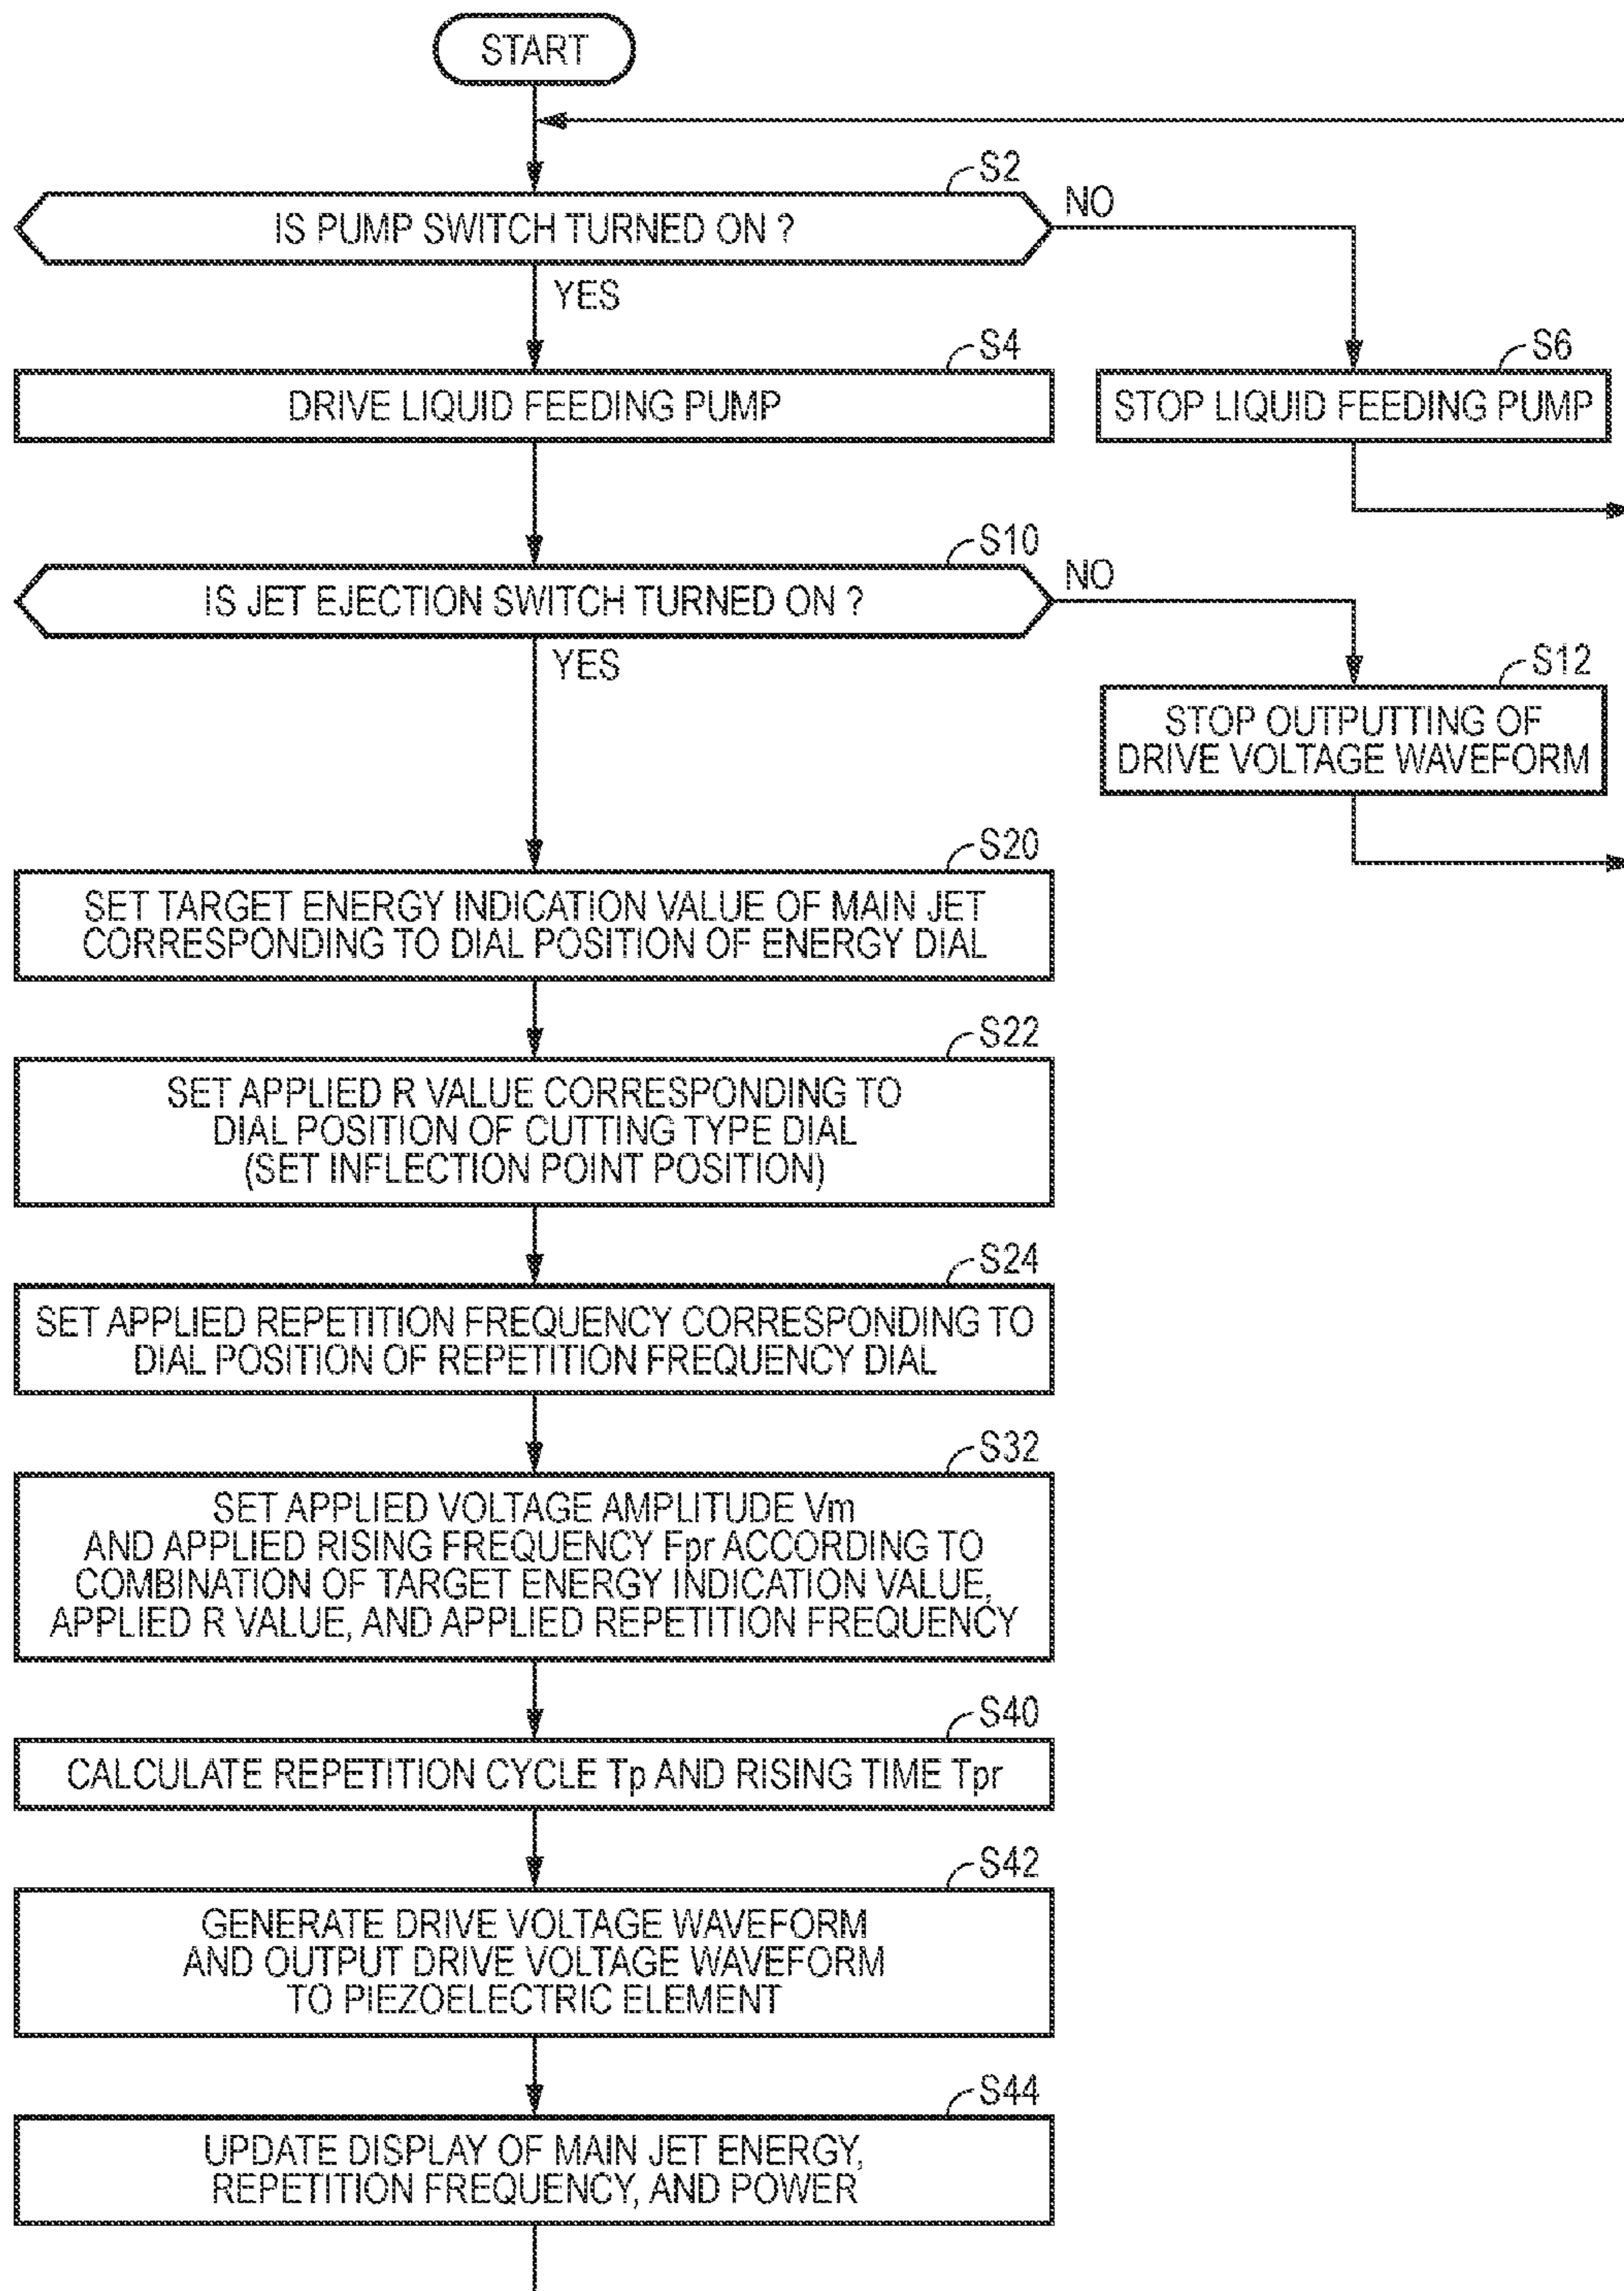 START
S2
IS PUMP SWITCH TURNED ON ?
NO
YES
S4
DRIVE LIQUID FEEDING PUMP
S6
STOP LIQUID FEEDING PUMP
S10
IS JET EJECTION SWITCH TURNED ON ?
NO
YES
S12
STOP OUTPUTTING OF
DRIVE VOLTAGE WAVEFORM
S20
SET TARGET ENERGY INDICATION VALUE OF MAIN JET
CORRESPONDING TO DIAL POSITION OF ENERGY DIAL
S22
SET APPLIED R VALUE CORRESPONDING TO
DIAL POSITION OF CUTTING TYPE DIAL
(SET INFLECTION POINT POSITION)
S24
SET APPLIED REPETITION FREQUENCY CORRESPONDING TO
DIAL POSITION OF REPETITION FREQUENCY DIAL
S32
SET APPLIED VOLTAGE AMPLITUDE Vm
AND APPLIED RISING FREQUENCY Fpr ACCORDING TO
COMBINATION OF TARGET ENERGY INDICATION VALUE,
APPLIED R VALUE, AND APPLIED REPETITION FREQUENCY
S40
CALCULATE REPETITION CYCLE Tp AND RISING TIME Tpr
S42
GENERATE DRIVE VOLTAGE WAVEFORM
AND OUTPUT DRIVE VOLTAGE WAVEFORM
TO PIEZOELECTRIC ELEMENT
S44
UPDATE DISPLAY OF MAIN JET ENERGY,
REPETITION FREQUENCY, AND POWER